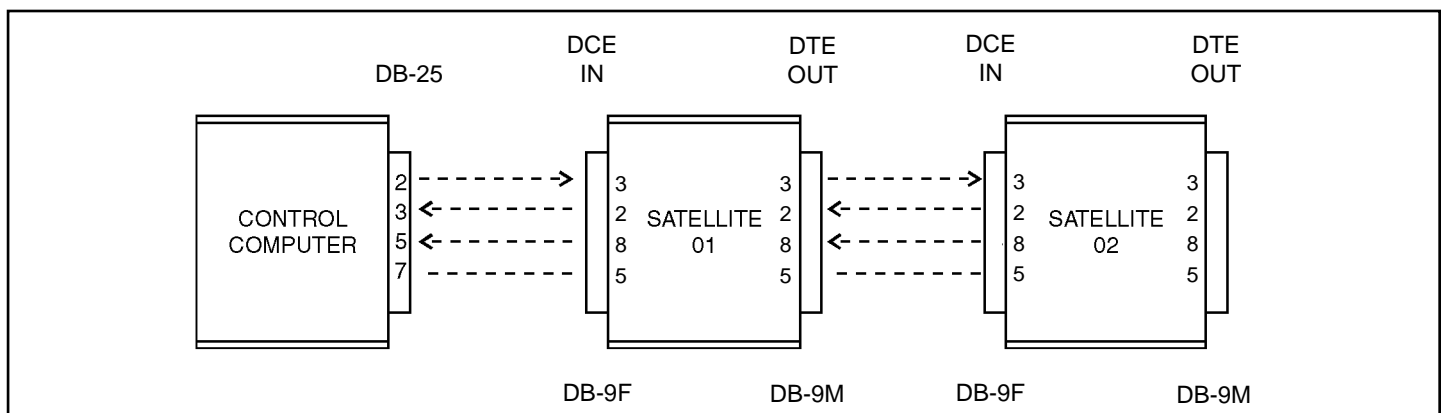 DB-25
DCE
IN
DTE
OUT
DCE
IN
DTE
OUT
CONTROL
COMPUTER
2
3
5
7
3
2
8
5
SATELLITE
01
3
2
8
5
3
2
8
5
SATELLITE
02
3
2
8
5
DB-9F
DB-9M
DB-9F
DB-9M